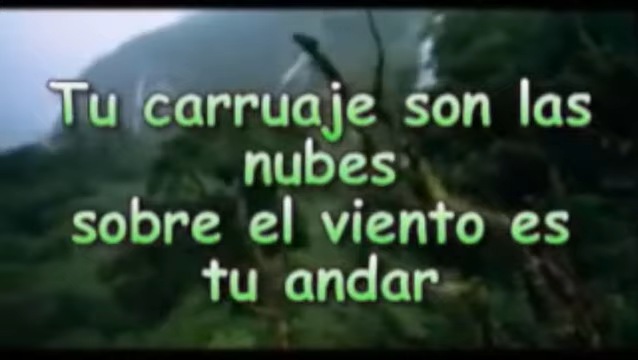 Tu carruaje son las
nubes
sobre el viento es
tu andar